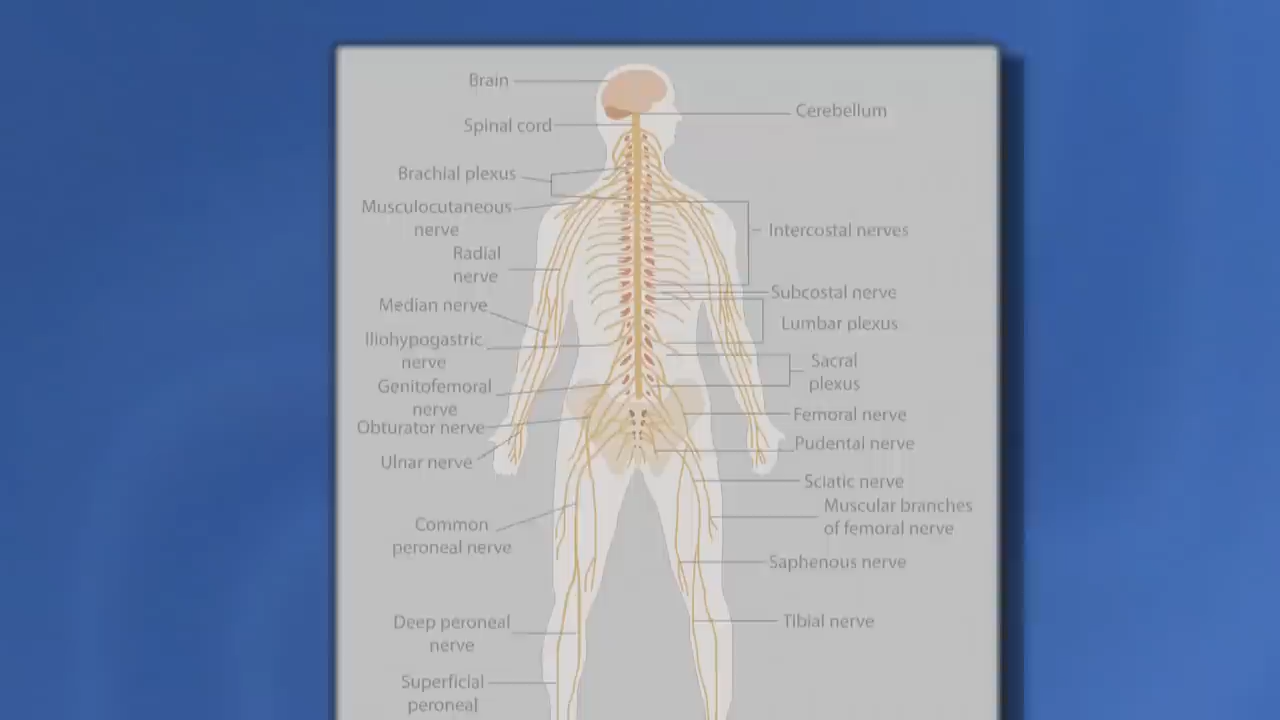 Brain
Cerebellum
Spinal cord
Brachial plexus
Musculocutaneous
nerve
Intercostal nerves
Radial
nerve
Subcostal nerve
Median nerve
Lumbar plexus
Iliohypogastric
nerve
Sacral
plexus
Genitofemoral
nerve
Femoral nerve
Obturator nerve
Pudental nerve
Ulnar nerve
Sciatic nerve
Muscular branches
of femoral nerve
Common
peroneal nerve
Saphenous nerve
Deep peroneal
nerve
Tibial nerve
Superficial
peroneal